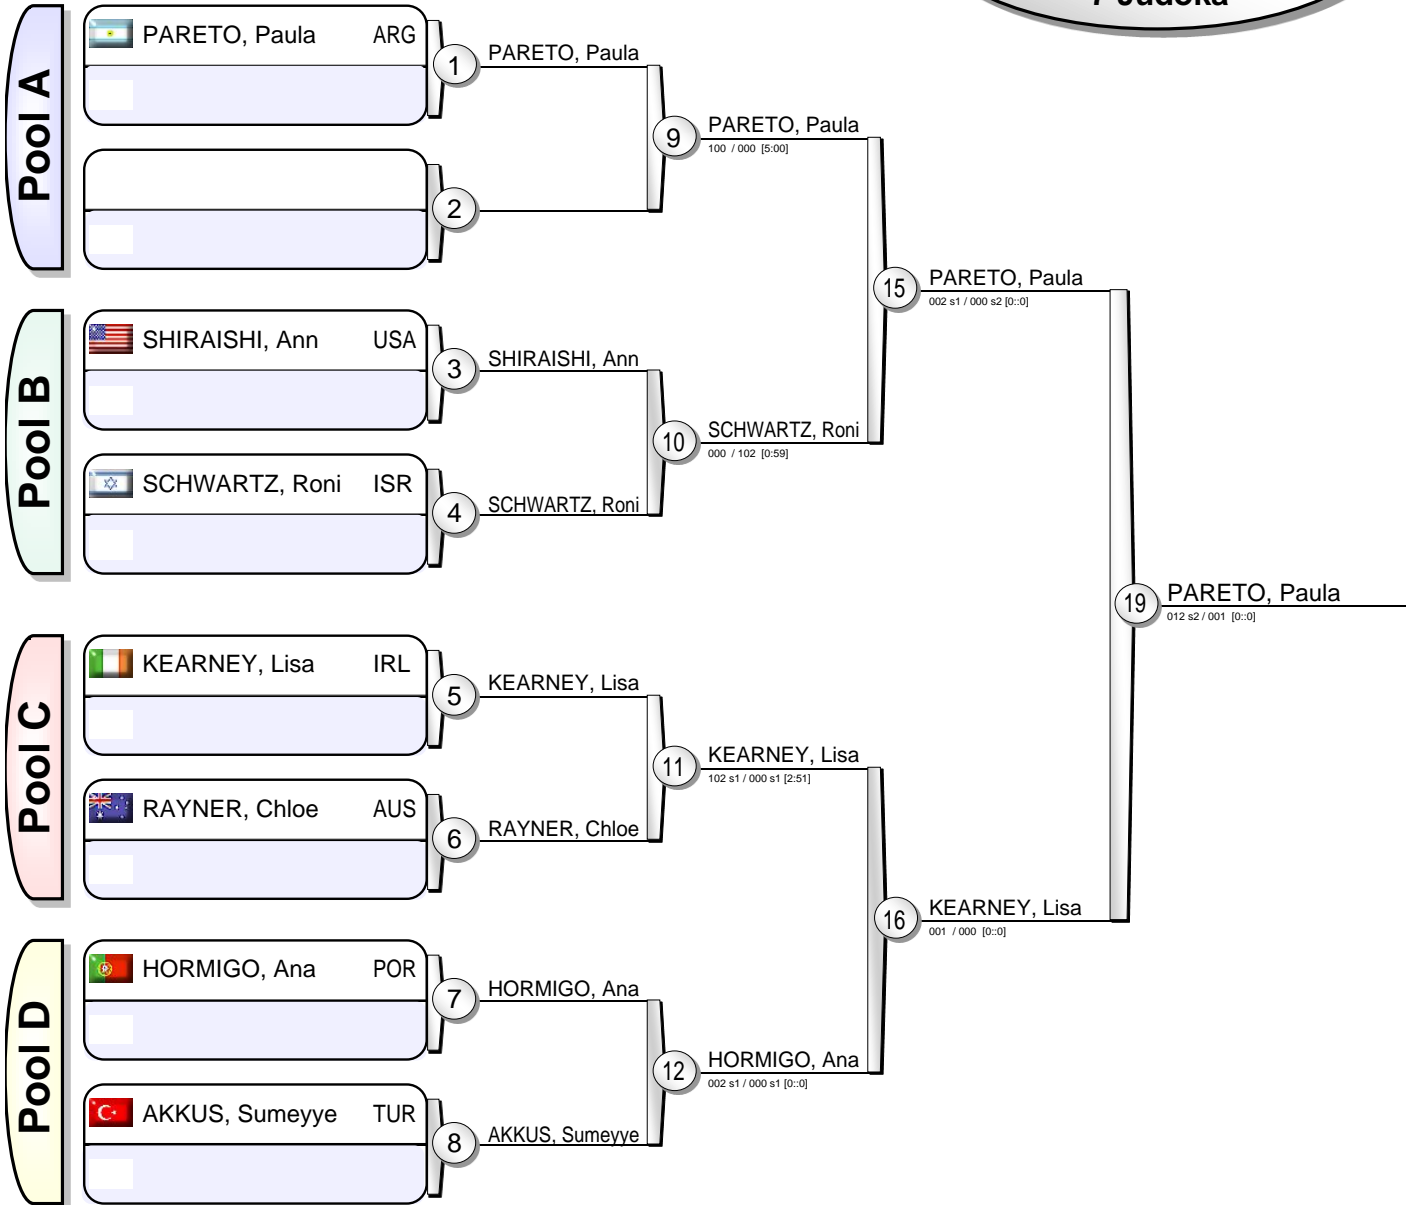 7 Judoka
Pool A
PARETO, Paula ARG
1
PARETO, Paula
2
9
PARETO, Paula
100 / 000 [5:00]
Pool B
SHIRAISHI, Ann USA
3
SHIRAISHI, Ann
SCHWARTZ, Roni ISR
4
SCHWARTZ, Roni
10
SCHWARTZ, Roni
000 / 102 [0:59]
15
PARETO, Paula
002 s1 / 000 s2 [0::0]
Pool C
KEARNEY, Lisa IRL
5
KEARNEY, Lisa
RAYNER, Chloe AUS
6
RAYNER, Chloe
11
KEARNEY, Lisa
102 s1 / 000 s1 [2:51]
Pool D
HORMIGO, Ana POR
7
HORMIGO, Ana
AKKUS, Sumeyye TUR
8
AKKUS, Sumeyye
12
HORMIGO, Ana
002 s1 / 000 s1 [0::0]
16
KEARNEY, Lisa
001 / 000 [0::0]
19
PARETO, Paula
012 s2 / 001 [0::0]